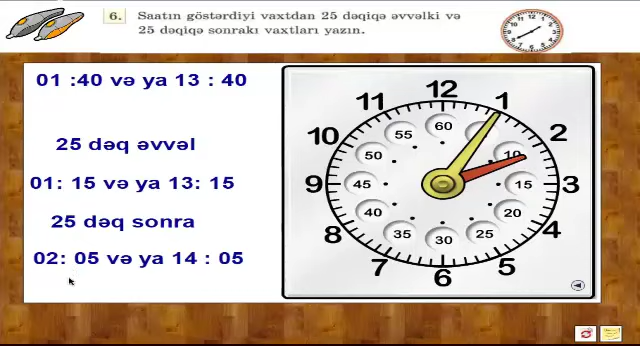 6. Saatın göstərdiyi vaxtdan 25 dəqiqə əvvəlki və
25 dəqiqə sonrakı vaxtları yazın.
01 :40 və ya 13 : 40
25 dəq əvvəl
01: 15 və ya 13: 15
25 dəq sonra
02: 05 və ya 14 : 05
12
11 1
60
55
10 2
50 10
9 45 15 3
40 20
8 4
35 25
30
7 5
6